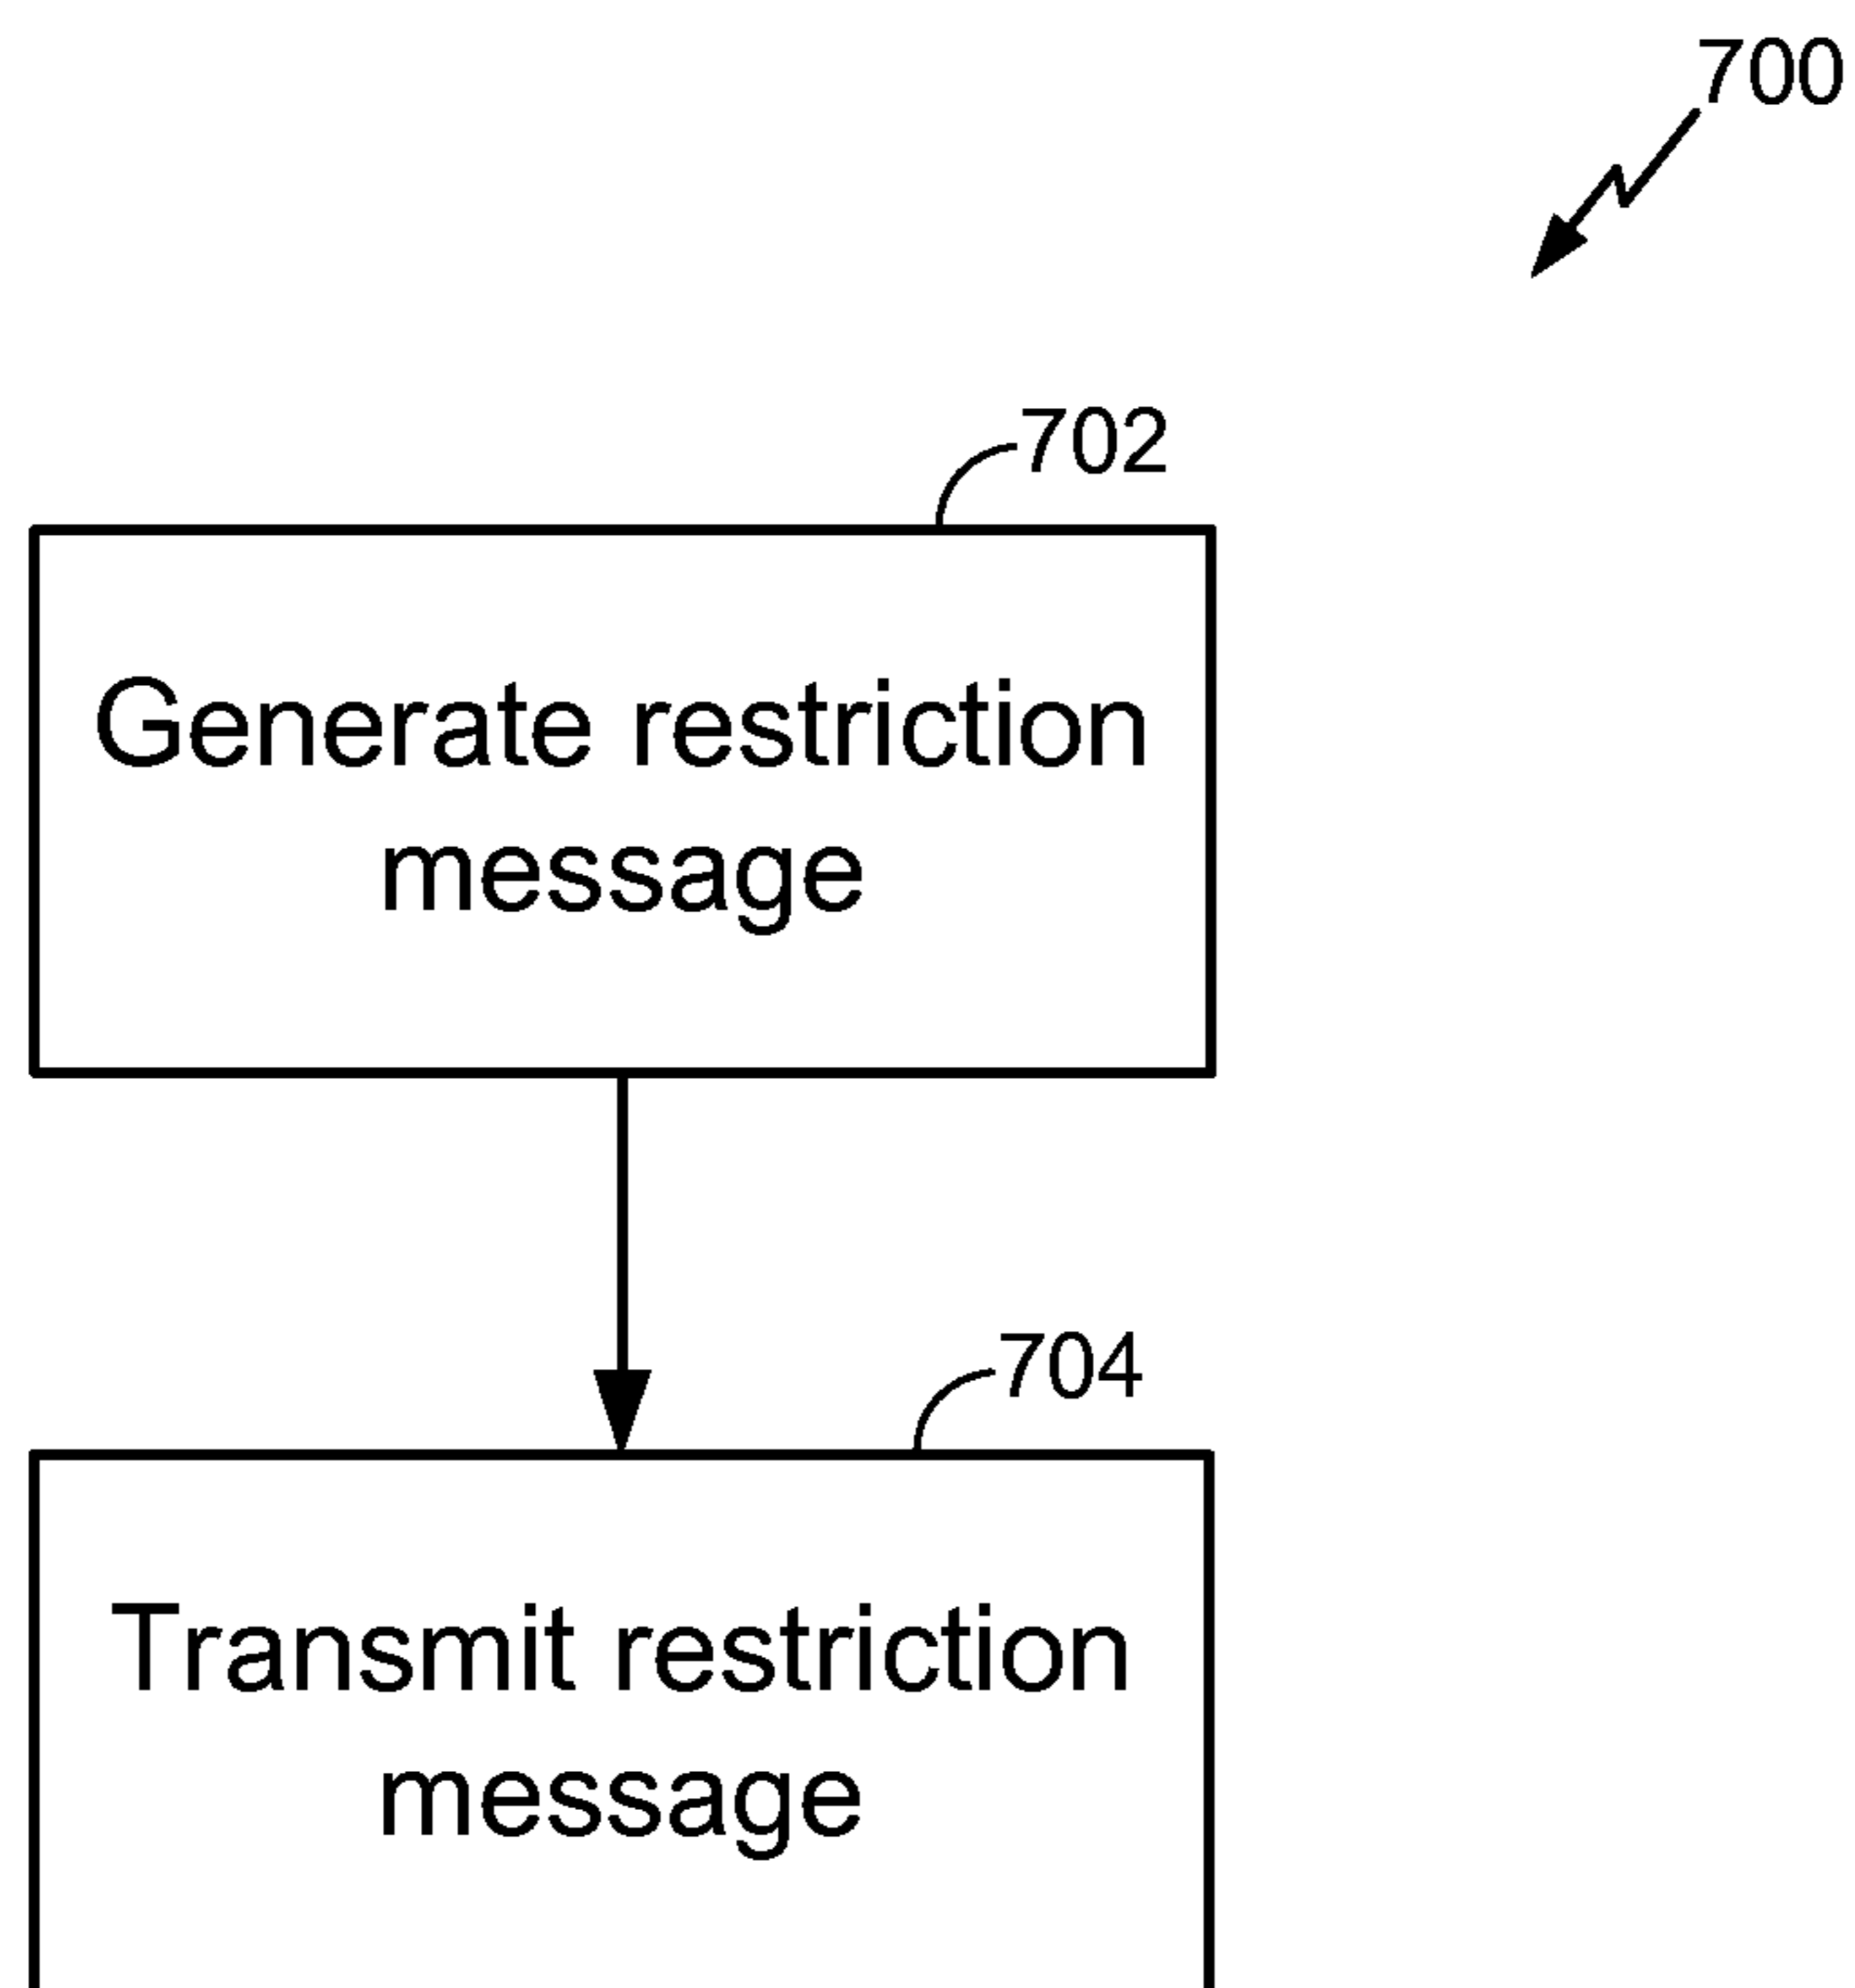 700
702
Generate restriction
message
704
Transmit restriction
message